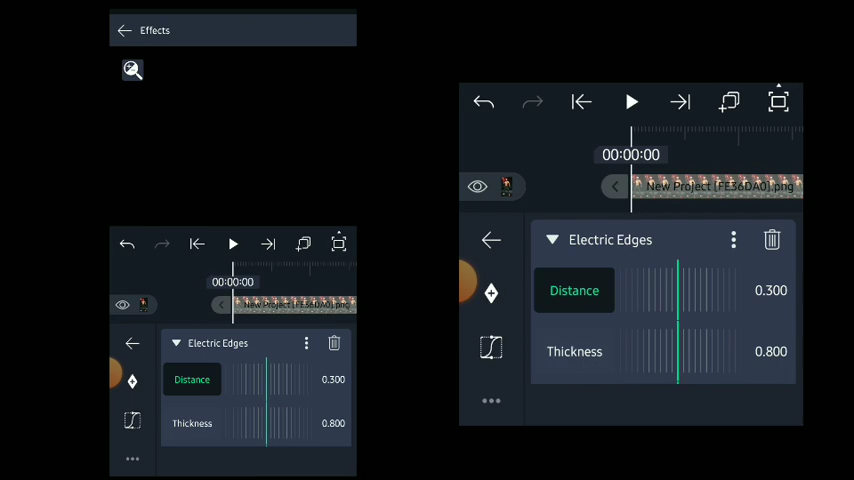 Effects
00:00:00
New Project [FE36DA0].png
Electric Edges
Distance 0.300
Thickness 0.800
00:00:00
New Project [FE36DA0].png
Electric Edges
Distance 0.300
Thickness 0.800